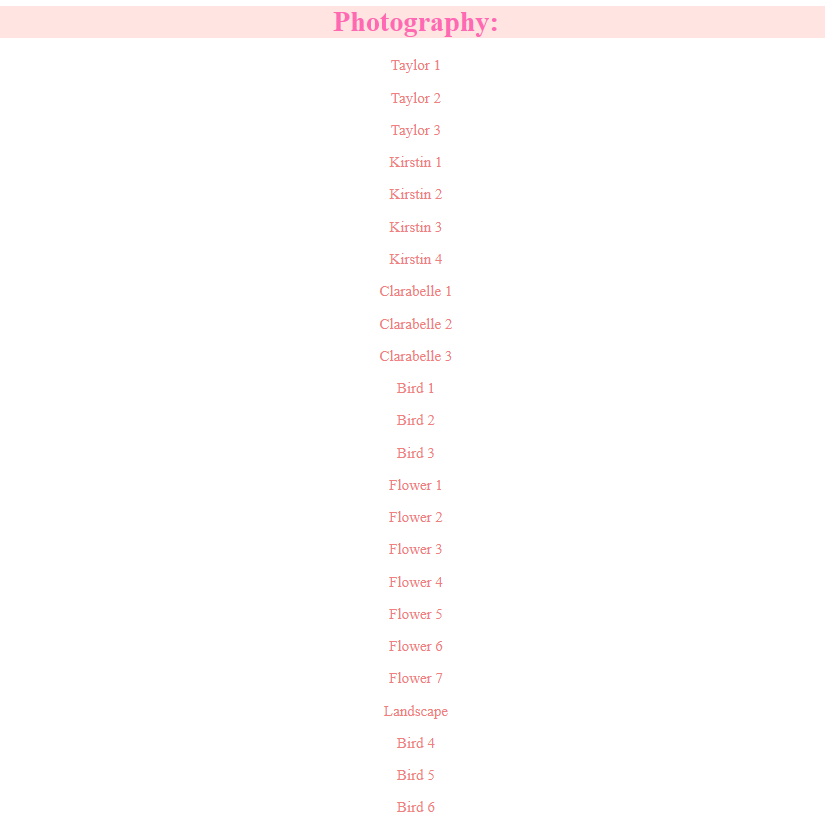 Photography:
Taylor 1
Taylor 2
Taylor 3
Kirstin 1
Kirstin 2
Kirstin 3
Kirstin 4
Clarabelle 1
Clarabelle 2
Clarabelle 3
Bird 1
Bird 2
Bird 3
Flower 1
Flower 2
Flower 3
Flower 4
Flower 5
Flower 6
Flower 7
Landscape
Bird 4
Bird 5
Bird 6